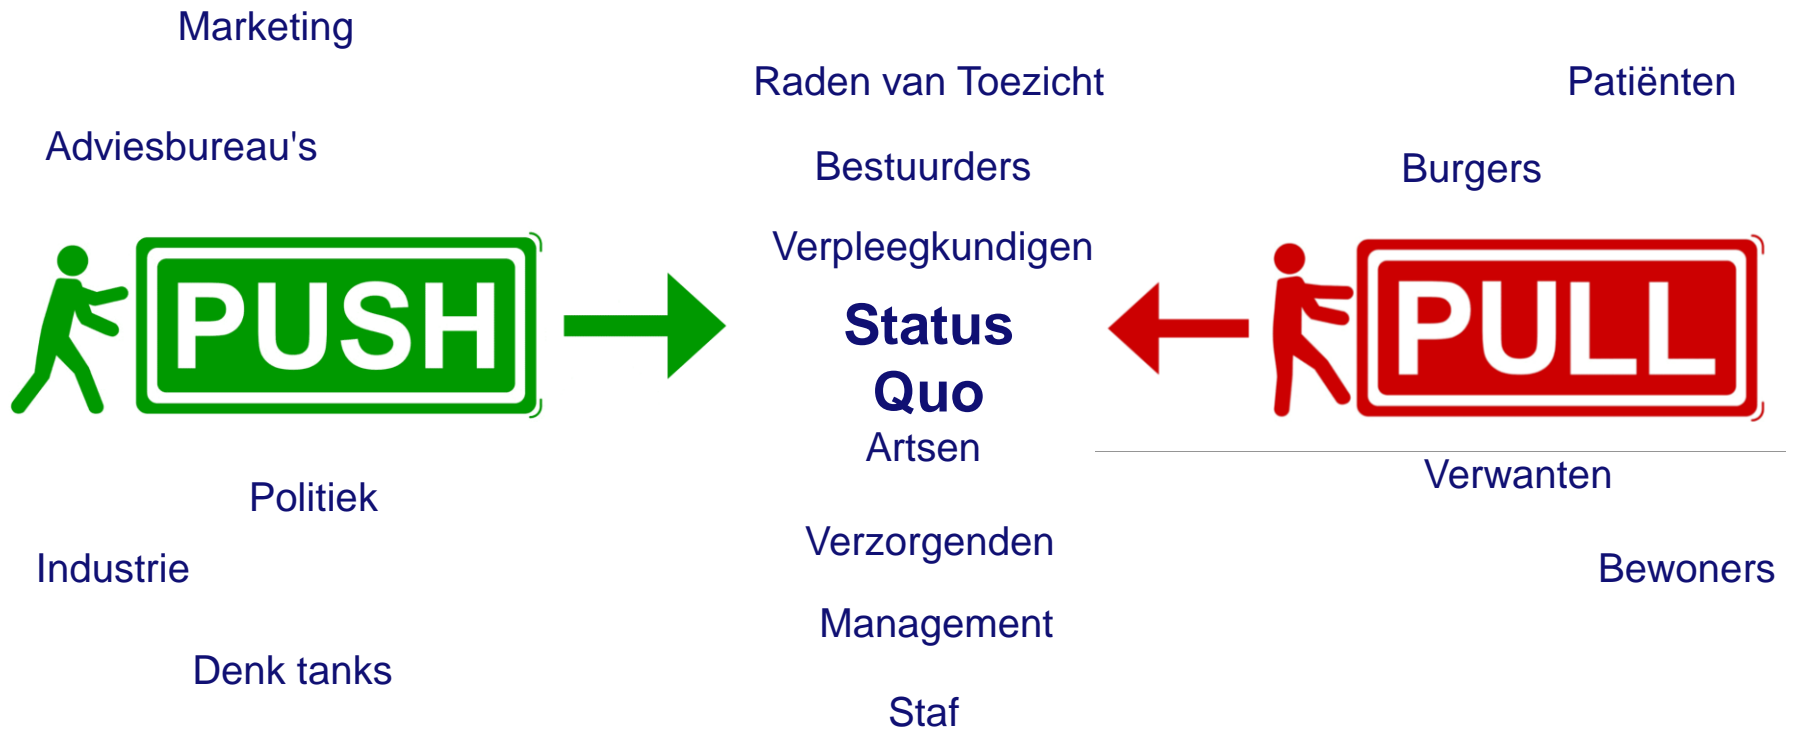 Marketing
Adviesbureau's
PUSH
Politiek
Industrie
Denk tanks
Raden van Toezicht
Bestuurders
Verpleegkundigen
Status
Quo
Artsen
Verzorgenden
Management
Staf
Patiënten
Burgers
PULL
Verwanten
Bewoners